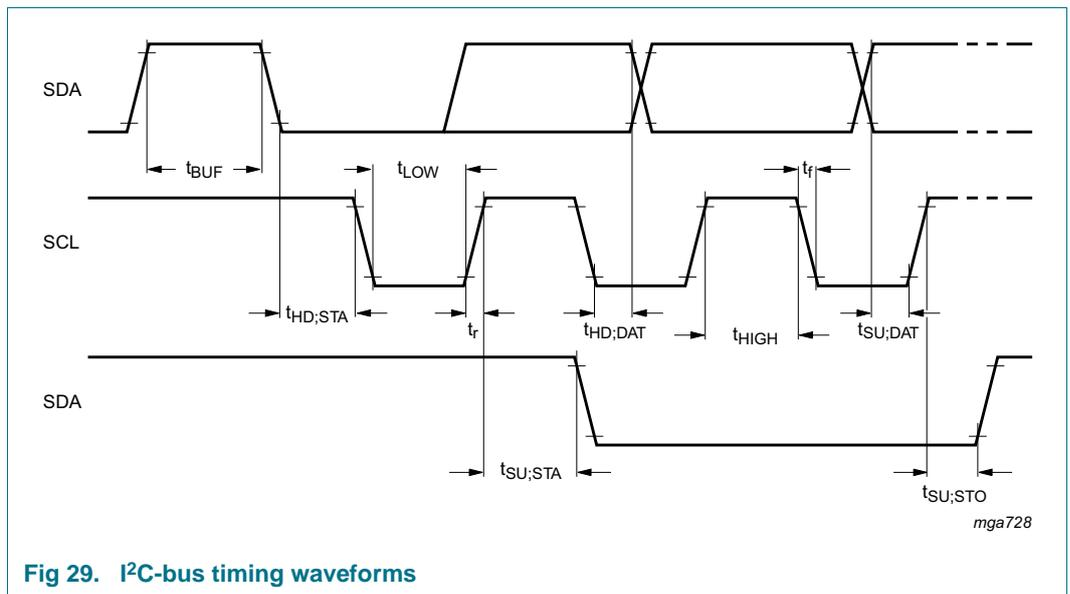 SDA
tBUF
tLOW
tf
SCL
tHD;STA
tr
tHD;DAT
tHIGH
tSU;DAT
SDA
tSU;STA
tSU;STO
mga728
Fig 29. I²C-bus timing waveforms